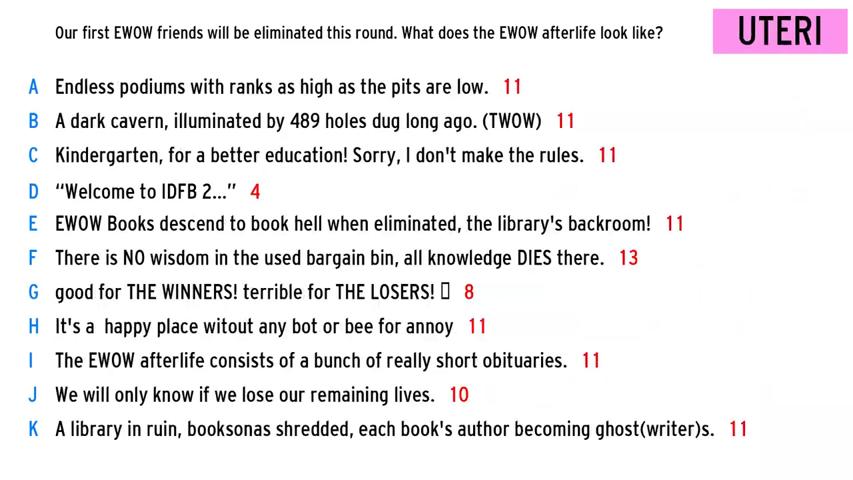 Our first EWOW friends will be eliminated this round. What does the EWOW afterlife look like?
UTERI
A Endless podiums with ranks as high as the pits are low. 11
B A dark cavern, illuminated by 489 holes dug long ago. (TWOW) 11
C Kindergarten, for a better education! Sorry, I don't make the rules. 11
D “Welcome to IDFB 2...” 4
E EWOW Books descend to book hell when eliminated, the library's backroom! 11
F There is NO wisdom in the used bargain bin, all knowledge DIES there. 13
G good for THE WINNERS! terrible for THE LOSERS! 8
H It's a  happy place witout any bot or bee for annoy 11
I The EWOW afterlife consists of a bunch of really short obituaries. 11
J We will only know if we lose our remaining lives. 10
K A library in ruin, booksonas shredded, each book's author becoming ghost(writer)s. 11